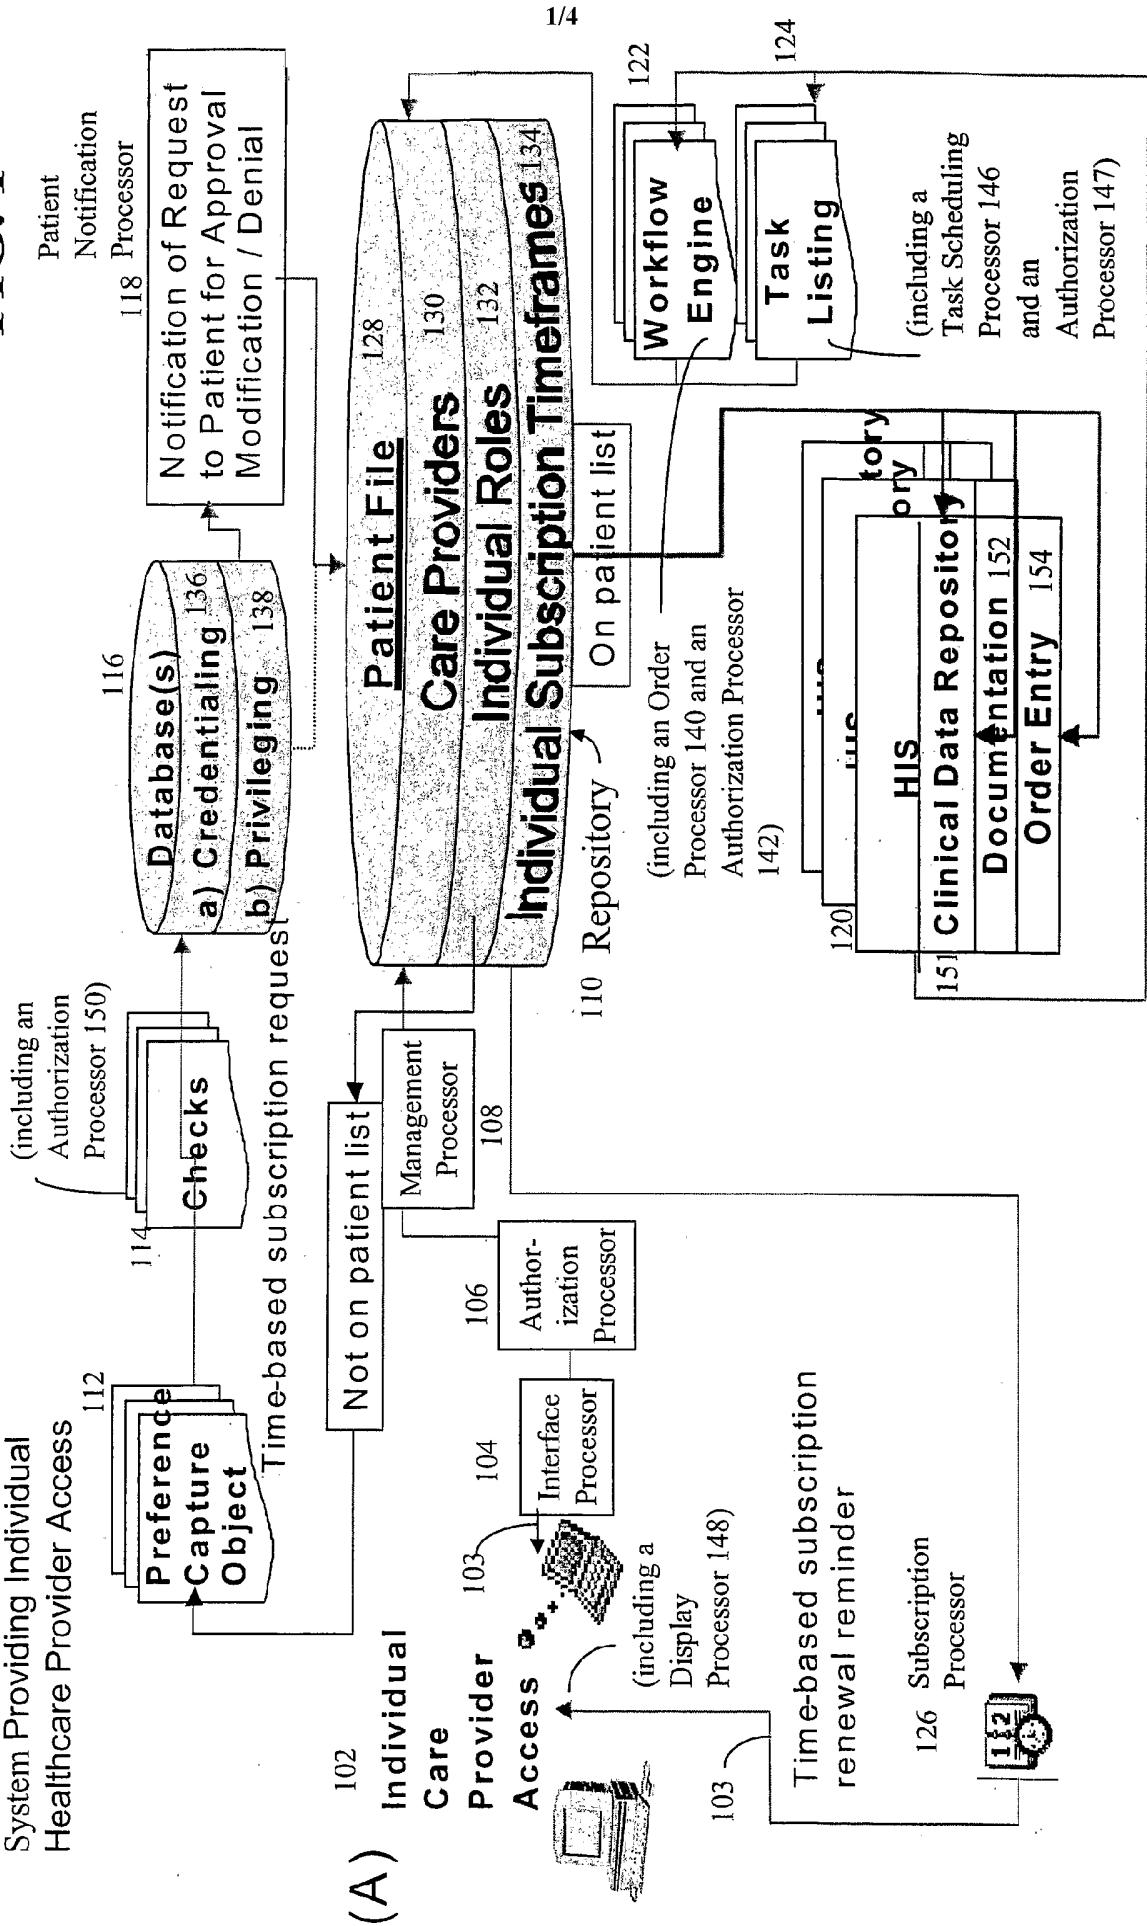 1/4
System Providing Individual
Healthcare Provider Access
112
Preference
Capture
Object
114
Checks
(including an
Authorization
Processor 150)
Time-based subscription request
116
Database(s)
a) Credentialing 136
b) Privileging 138
Patient
Notification
Processor
118
Notification of Request
to Patient for Approval
Modification / Denial
(A)
102
Individual
Care
Provider
Access
103
(including a
Display
Processor 148)
104
Interface
Processor
106
Author-
ization
Processor
Not on patient list
Management
Processor
108
Patient File
128
Care Providers
130
Individual Roles
132
Individual Subscription Timeframes 134
110 Repository
On patient list
122
Workflow
Engine
124
Task
Listing
(including an Order
Processor 140 and an
Authorization Processor
142)
(including a
Task Scheduling
Processor 146
and an
Authorization
Processor 147)
120
HIS
151 Clinical Data Repository
Documentation 152
Order Entry 154
tory
ory
103
Time-based subscription
renewal reminder
126 Subscription
Processor
1 2